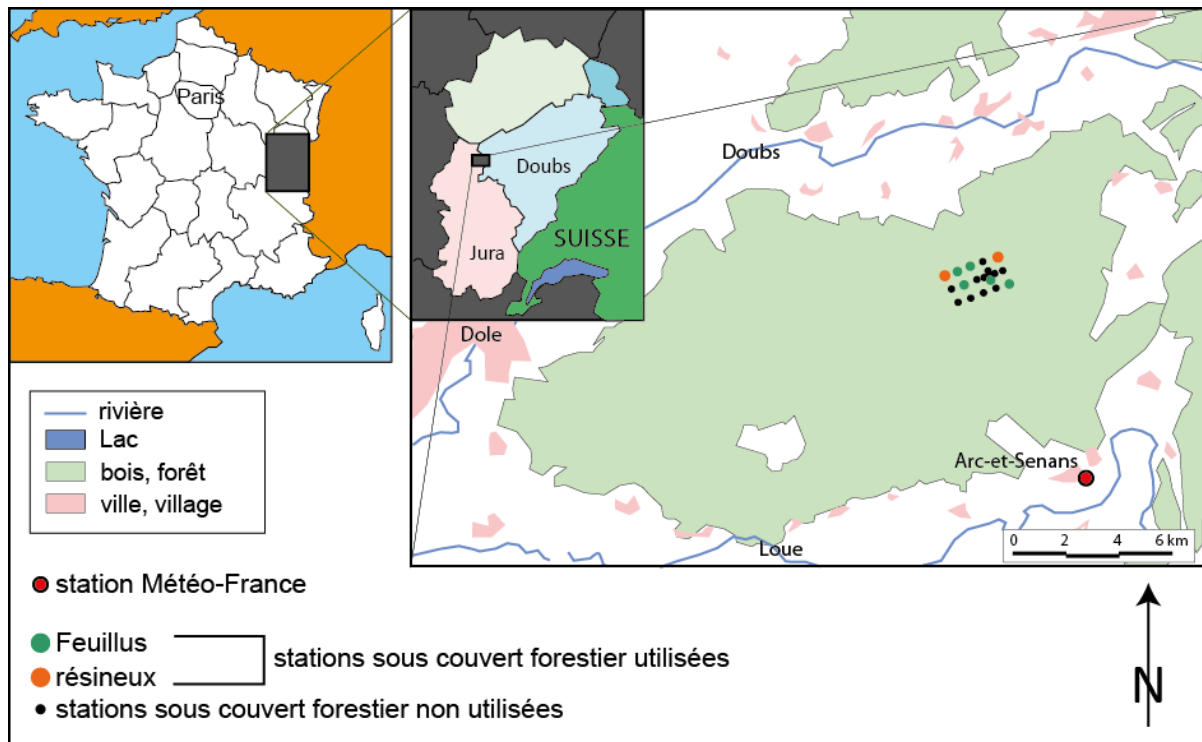 Paris
Doubs
Jura
SUISSE
Doubs
Dole
Arc-et-Senans
Loue
0 2 4 6 km
rivière
Lac
bois, forêt
ville, village
station Météo-France
Feuillus
résineux
stations sous couvert forestier utilisées
stations sous couvert forestier non utilisées
N